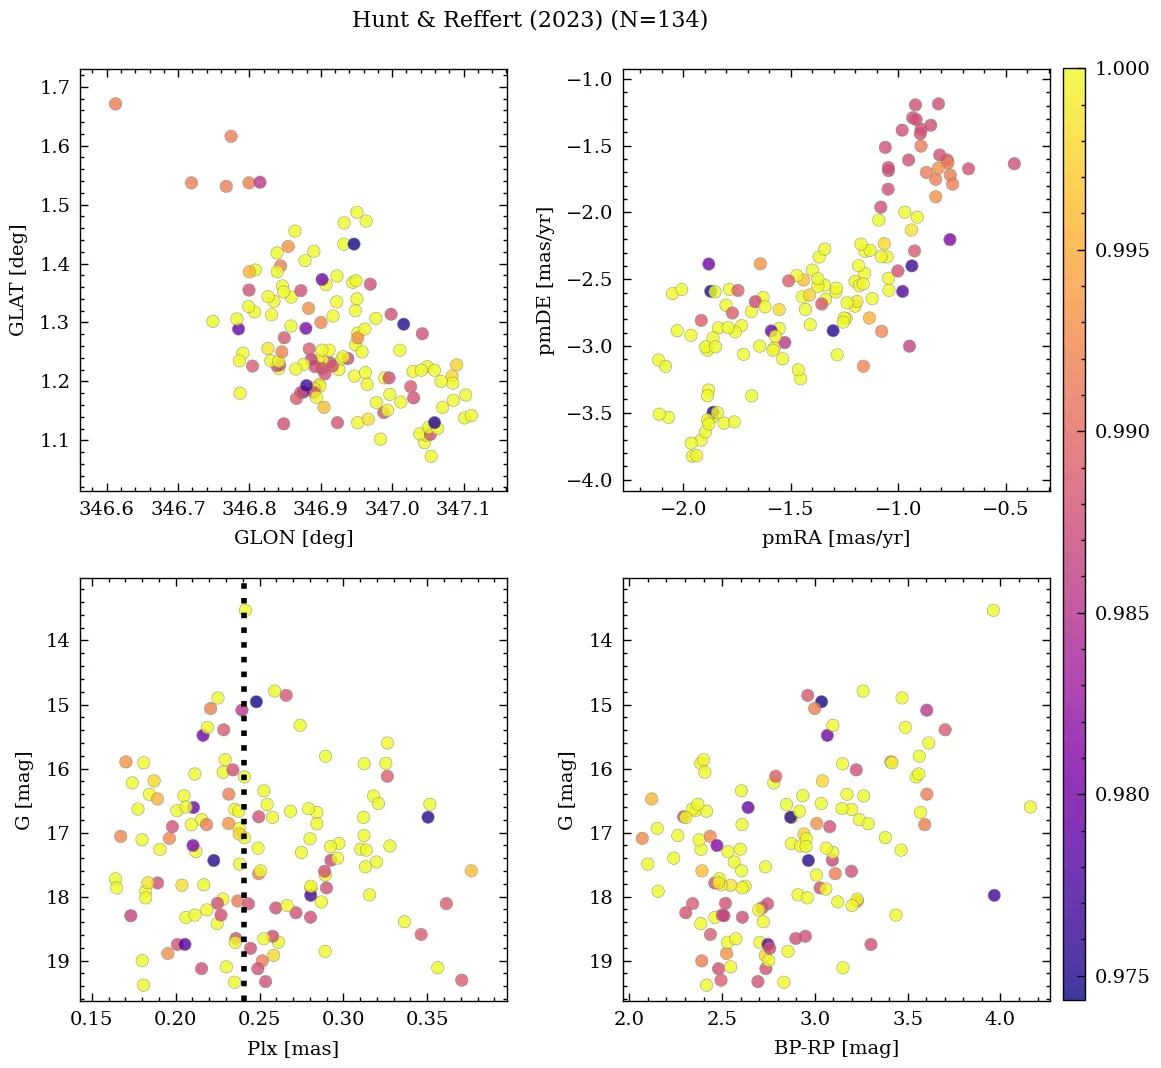 Hunt & Reffert (2023) (N=134)
1.7
1.6
1.5
1.4
1.3
1.2
1.1
GLAT [deg]
346.6 346.7 346.8 346.9 347.0 347.1
GLON [deg]
−1.0
−1.5
−2.0
−2.5
−3.0
−3.5
−4.0
pmDE [mas/yr]
−2.0 −1.5 −1.0 −0.5
pmRA [mas/yr]
1.000
0.995
0.990
0.985
0.980
0.975
14
15
16
17
18
19
G [mag]
0.15 0.20 0.25 0.30 0.35
Plx [mas]
14
15
16
17
18
19
G [mag]
2.0 2.5 3.0 3.5 4.0
BP-RP [mag]